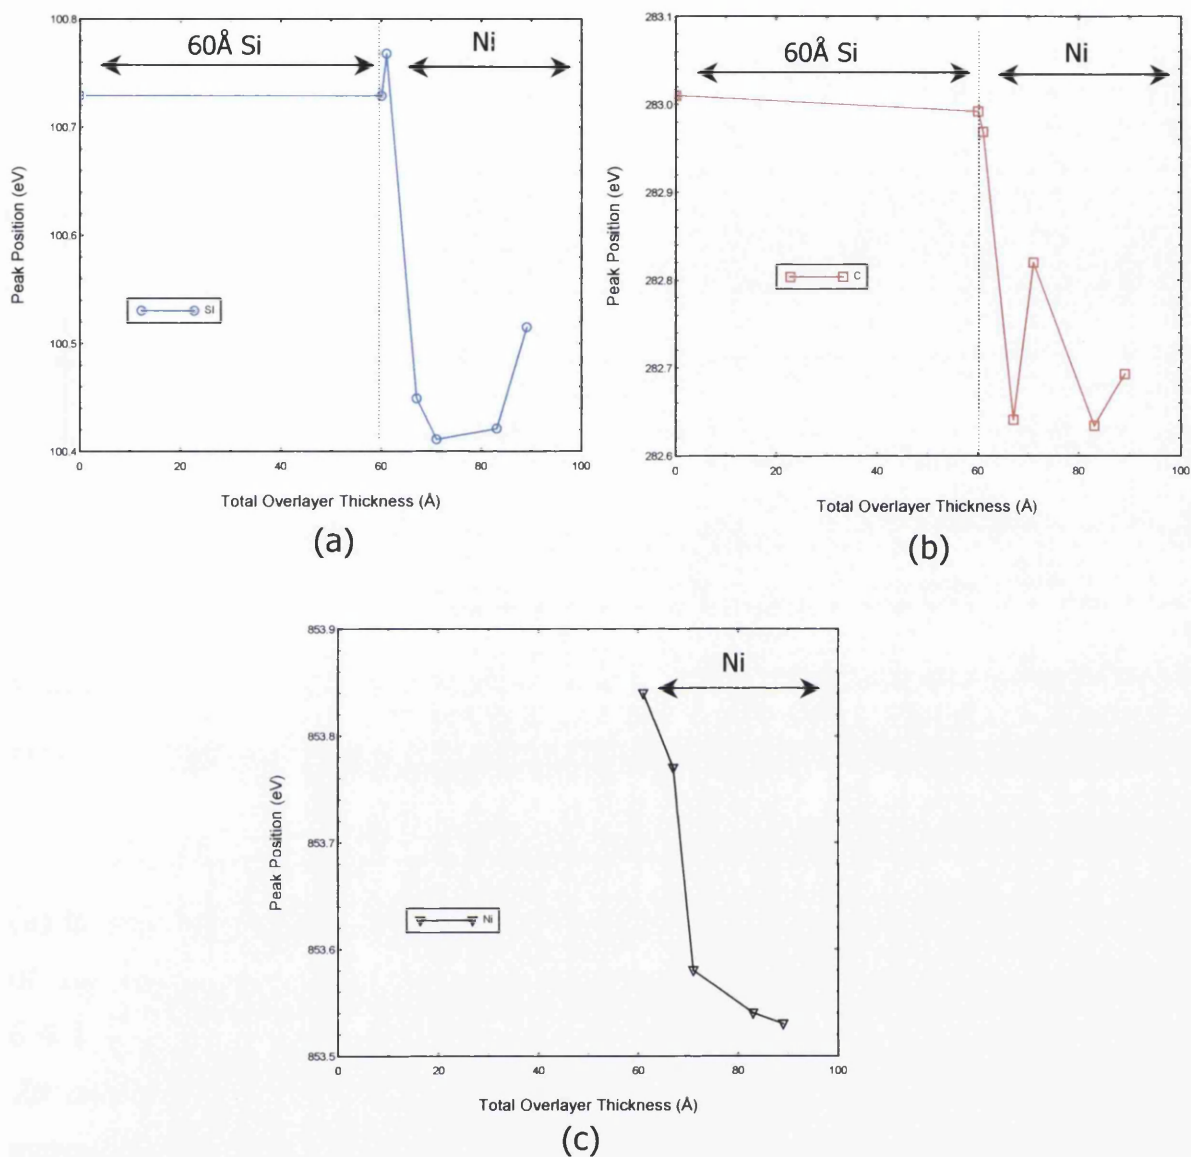 60Å Si
Ni
Peak Position (eV)
100.8
100.7
100.6
100.5
100.4
SI
0
20
40
60
80
100
Total Overlayer Thickness (Å)
(a)
60Å Si
Ni
Peak Position (eV)
283.1
283.0
282.9
282.8
282.7
282.6
C
0
20
40
60
80
100
Total Overlayer Thickness (Å)
(b)
Ni
Peak Position (eV)
853.9
853.8
853.7
853.6
853.5
Ni
0
20
40
60
80
100
Total Overlayer Thickness (Å)
(c)